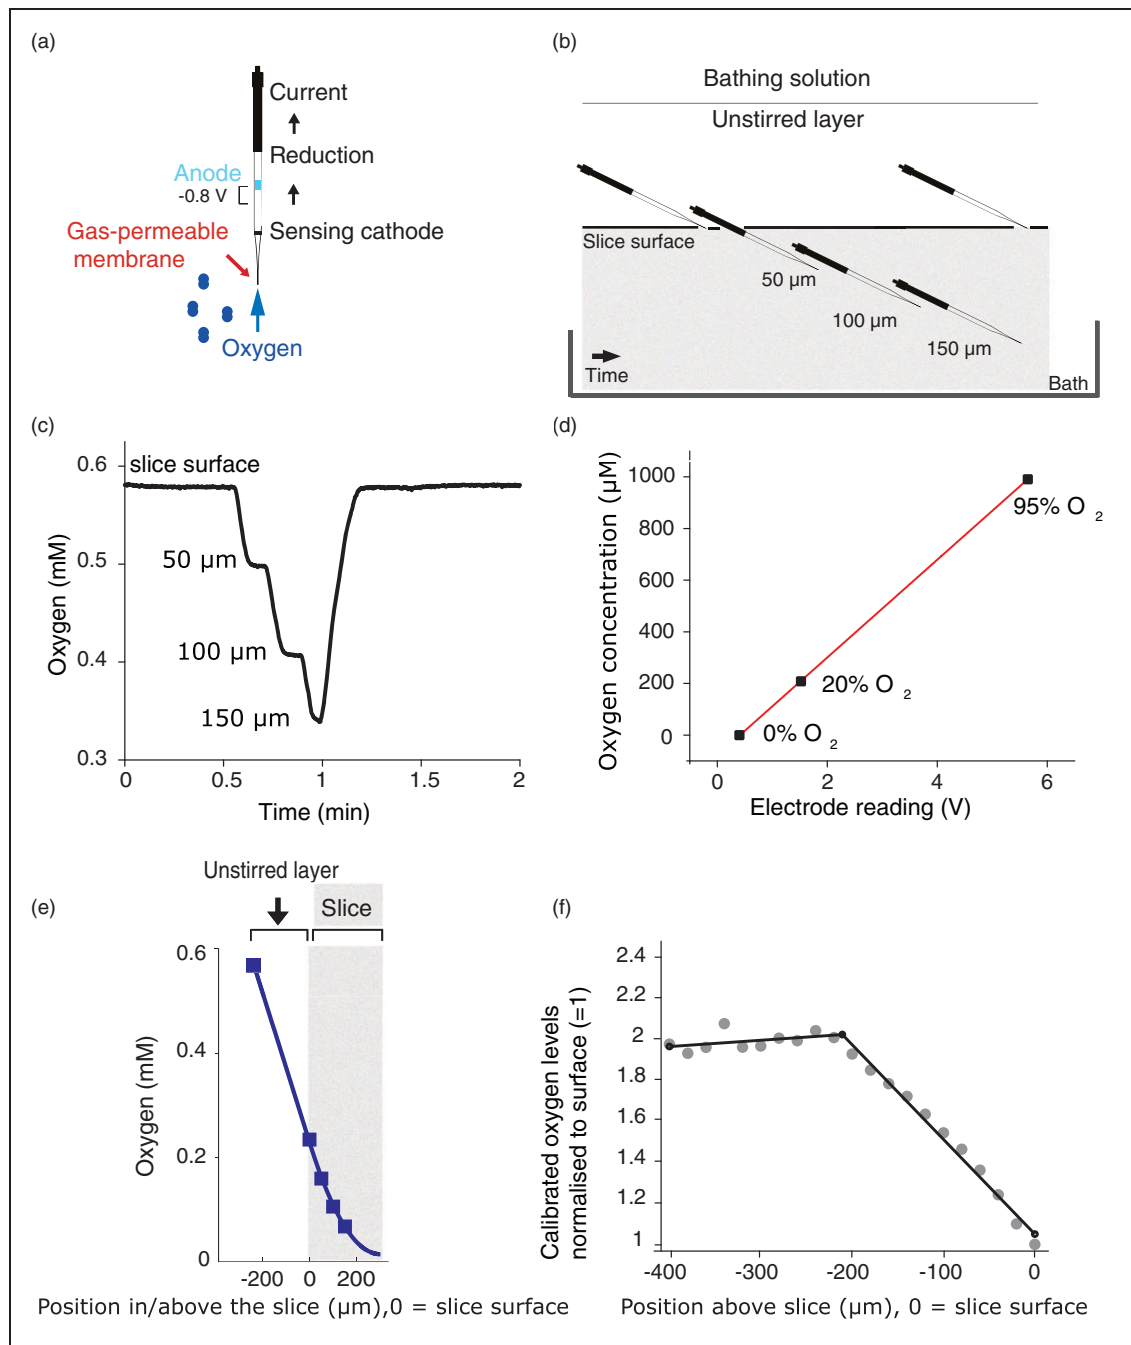 (a)
Current
Reduction
Anode
-0.8 V
Gas-permeable
membrane
Sensing cathode
Oxygen
(b)
Bathing solution
Unstirred layer
Slice surface
50 µm
100 µm
150 µm
Time
Bath
(c)
Oxygen (mM)
0.6
0.5
0.4
0.3
slice surface
50 µm
100 µm
150 µm
0
0.5
1
1.5
2
Time (min)
(d)
Oxygen concentration (µM)
1000
800
600
400
200
0
95% O2
20% O2
0% O2
0
2
4
6
Electrode reading (V)
(e)
Unstirred layer
Slice
Oxygen (mM)
0.6
0.4
0.2
0
-200
0
200
Position in/above the slice (µm),0 = slice surface
(f)
Calibrated oxygen levels
normalised to surface (=1)
2.4
2.2
2
1.8
1.6
1.4
1.2
1
-400
-300
-200
-100
0
Position above slice (µm), 0 = slice surface